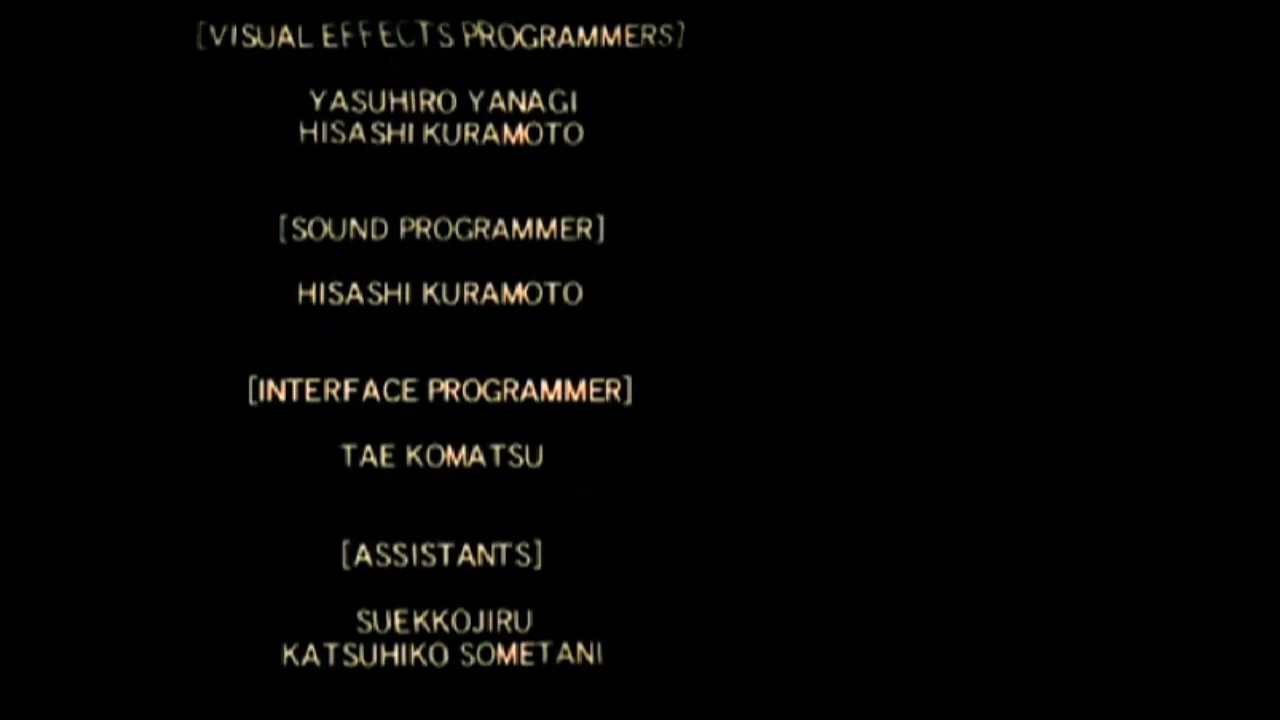 [VISUAL EFFECTS PROGRAMMERS]
YASUHIRO YANAGI
HISASHI KURAMOTO
[SOUND PROGRAMMER]
HISASHI KURAMOTO
[INTERFACE PROGRAMMER]
TAE KOMATSU
[ASSISTANTS]
SUEKKOJIRU
KATSUHIKO SOMETANI